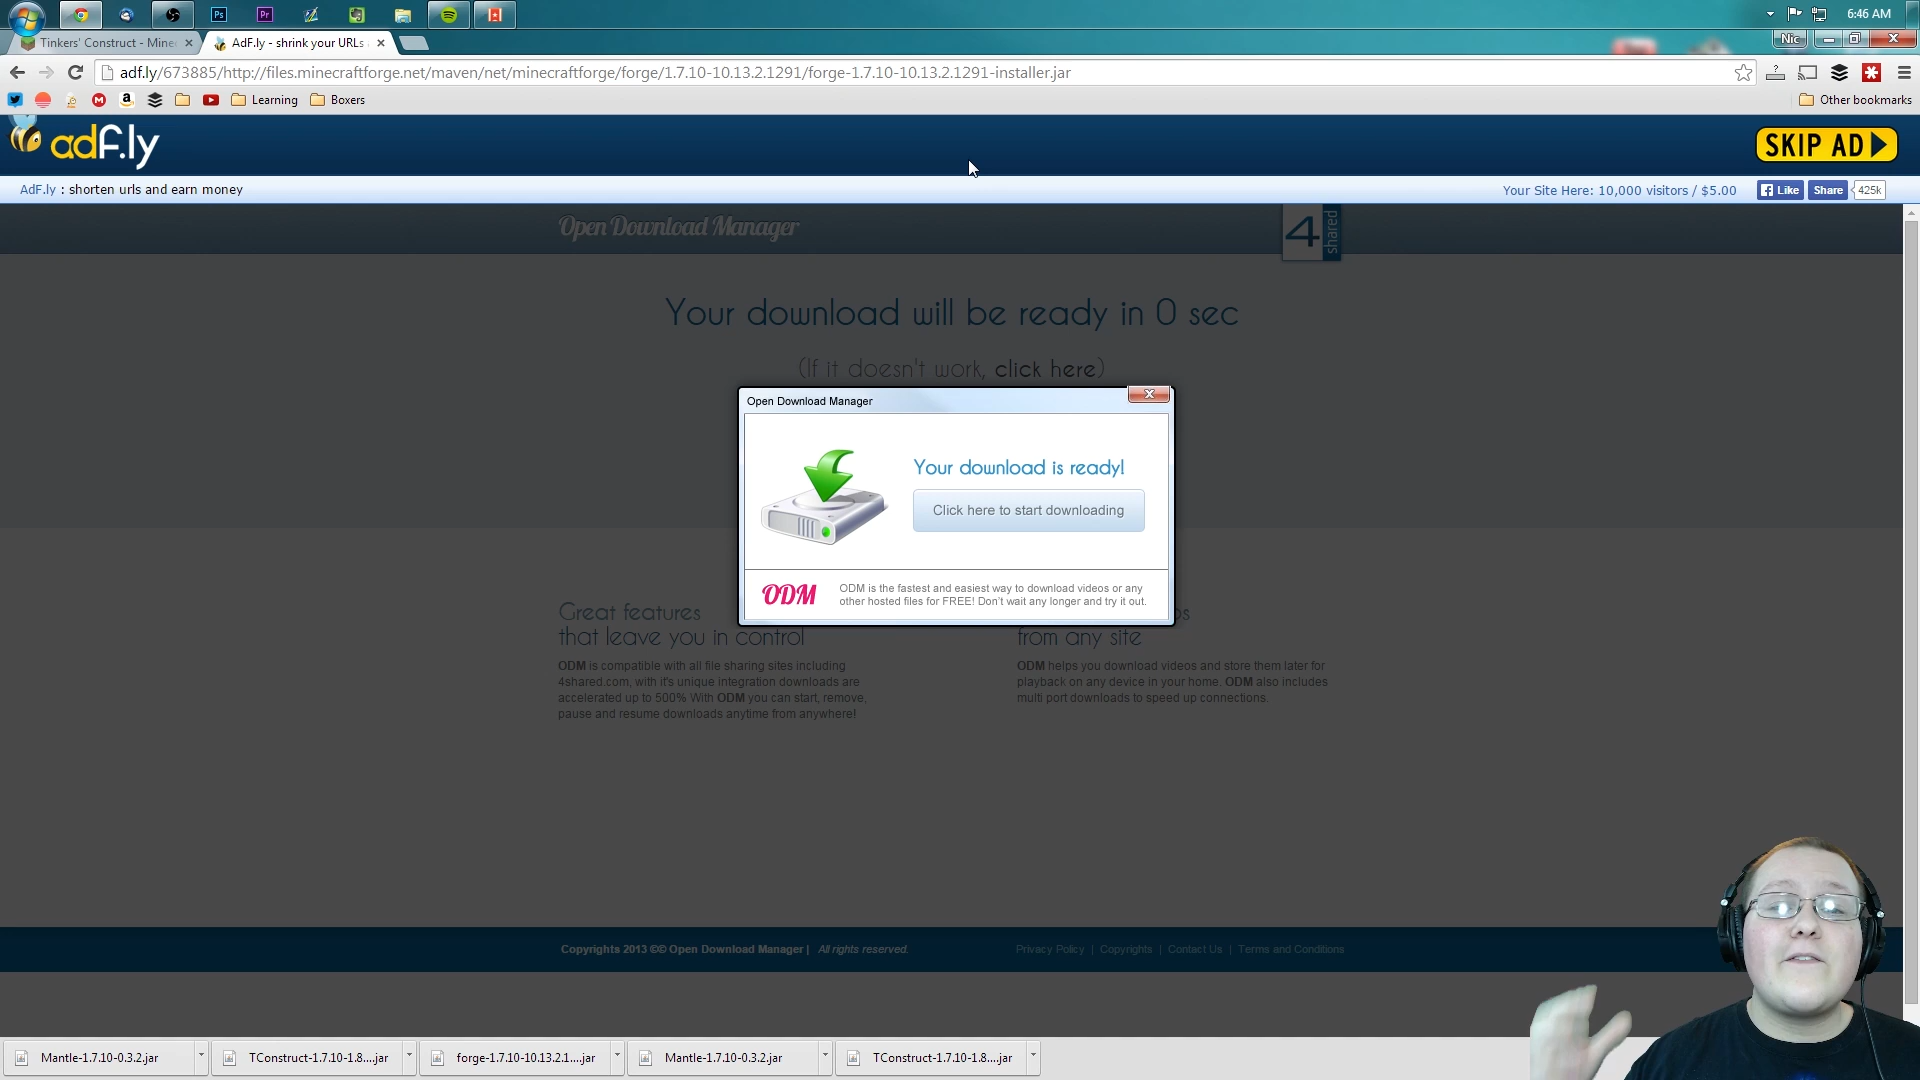 Ps
Pr
6:46 AM
Tinkers' Construct - Mine
AdF.ly - shrink your URLs
Nic
adf.ly/673885/http://files.minecraftforge.net/maven/net/minecraftforge/forge/1.7.10-10.13.2.1291/forge-1.7.10-10.13.2.1291-installer.jar
Learning
Boxers
Other bookmarks
adf.ly
SKIP AD
AdF.ly : shorten urls and earn money
Your Site Here: 10,000 visitors / $5.00
Like
Share
425k
Open Download Manager
4 shared
Your download will be ready in 0 sec
(If it doesn't work, click here)
Open Download Manager
Your download is ready!
Click here to start downloading
ODM
ODM is the fastest and easiest way to download videos or any
other hosted files for FREE! Don't wait any longer and try it out.
Great features
that leave you in control
ODM is compatible with all file sharing sites including
4shared.com, with it's unique integration downloads are
accelerated up to 500% With ODM you can start, remove,
pause and resume downloads anytime from anywhere!
from any site
ODM helps you download videos and store them later for
playback on any device in your home. ODM also includes
multi port downloads to speed up connections.
Copyrights 2013 ©© Open Download Manager | All rights reserved.
Privacy Policy | Copyrights | Contact Us | Terms and Conditions
Mantle-1.7.10-0.3.2.jar
TConstruct-1.7.10-1.8....jar
forge-1.7.10-10.13.2.1....jar
Mantle-1.7.10-0.3.2.jar
TConstruct-1.7.10-1.8....jar